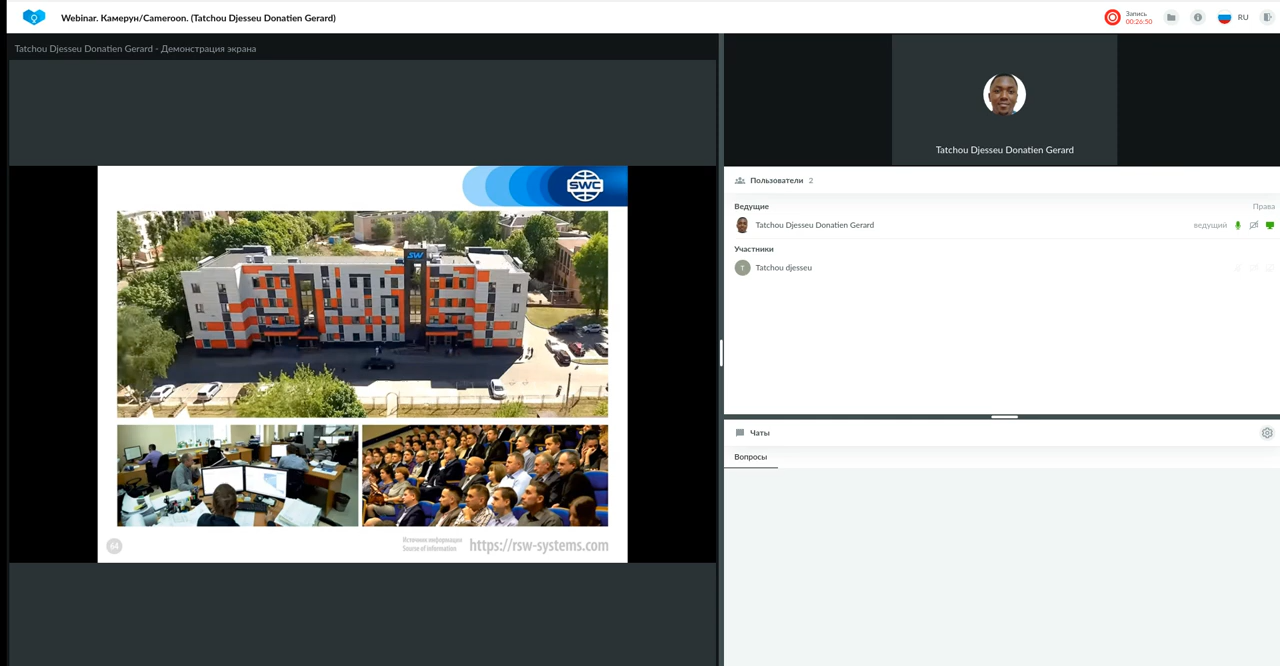 Webinar. Камерун/Cameroon. (Tatchou Djesseu Donatien Gerard)
Запись
00:26:50
RU
Tatchou Djesseu Donatien Gerard - Демонстрация экрана
SWC
SW
64
Источник информации
Source of information
https://rsw-systems.com
Tatchou Djesseu Donatien Gerard
Пользователи 2
Ведущие
Права
Tatchou Djesseu Donatien Gerard
ведущий
Участники
T
Tatchou djesseu
Чаты
Вопросы